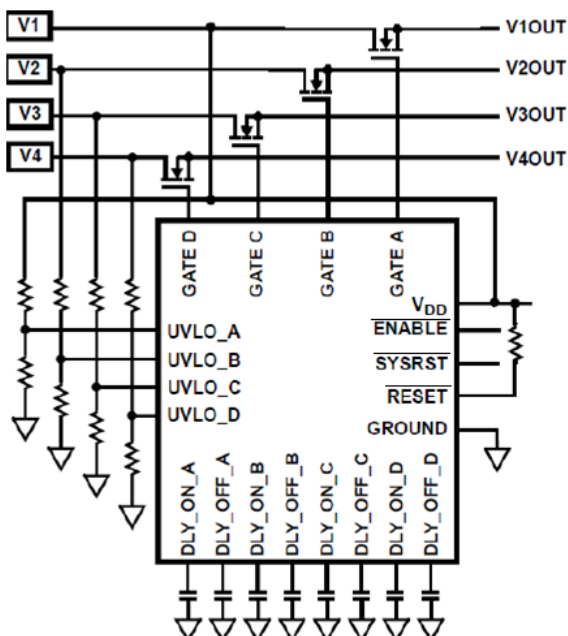 V1 V1OUT
V2 V2OUT
V3 V3OUT
V4 V4OUT
GATE D
GATE C
GATE B
GATE A
VDD
ENABLE
UVLO_A
SYSRST
UVLO_B
UVLO_C
RESET
UVLO_D
GROUND
DLY_ON_A
DLY_OFF_A
DLY_ON_B
DLY_OFF_B
DLY_ON_C
DLY_OFF_C
DLY_ON_D
DLY_OFF_D